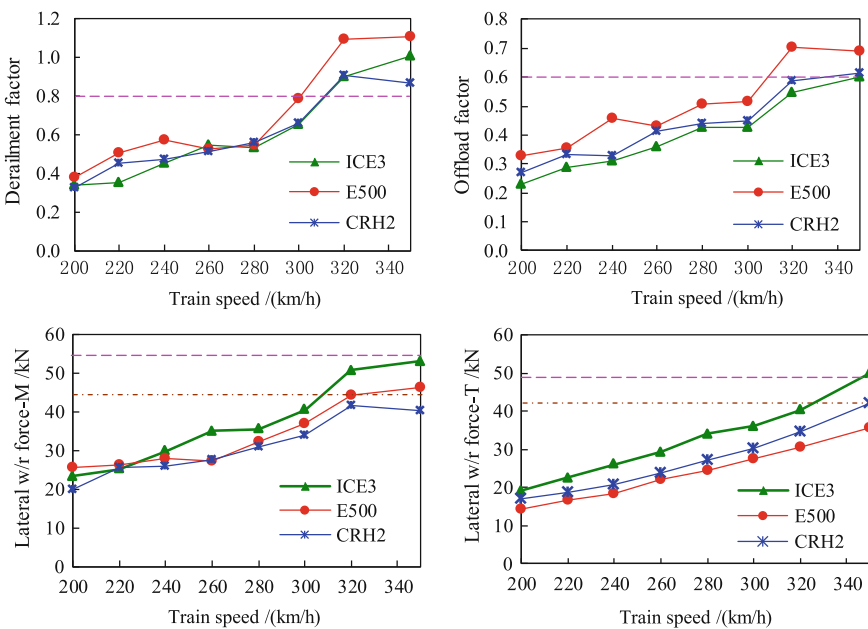 Derailment factor
1.2
1.0
0.8
0.6
0.4
0.2
0.0
ICE3
E500
CRH2
200 220 240 260 280 300 320 340
Train speed /(km/h)
Offload factor
0.8
0.7
0.6
0.5
0.4
0.3
0.2
0.1
0.0
ICE3
E500
CRH2
200 220 240 260 280 300 320 340
Train speed /(km/h)
Lateral w/r force-M /kN
60
50
40
30
20
10
0
ICE3
E500
CRH2
200 220 240 260 280 300 320 340
Train speed /(km/h)
Lateral w/r force-T /kN
60
50
40
30
20
10
0
ICE3
E500
CRH2
200 220 240 260 280 300 320 340
Train speed /(km/h)